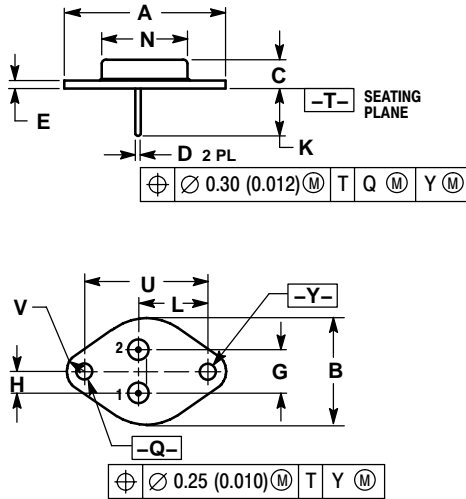 A
N
C
–T– SEATING
PLANE
E
K
D 2 PL
⌖ ∅ 0.30 (0.012) Ⓜ T Q Ⓜ Y Ⓜ
U
L
V
–Y–
2
H
G
B
1
–Q–
⌖ ∅ 0.25 (0.010) Ⓜ T Y Ⓜ